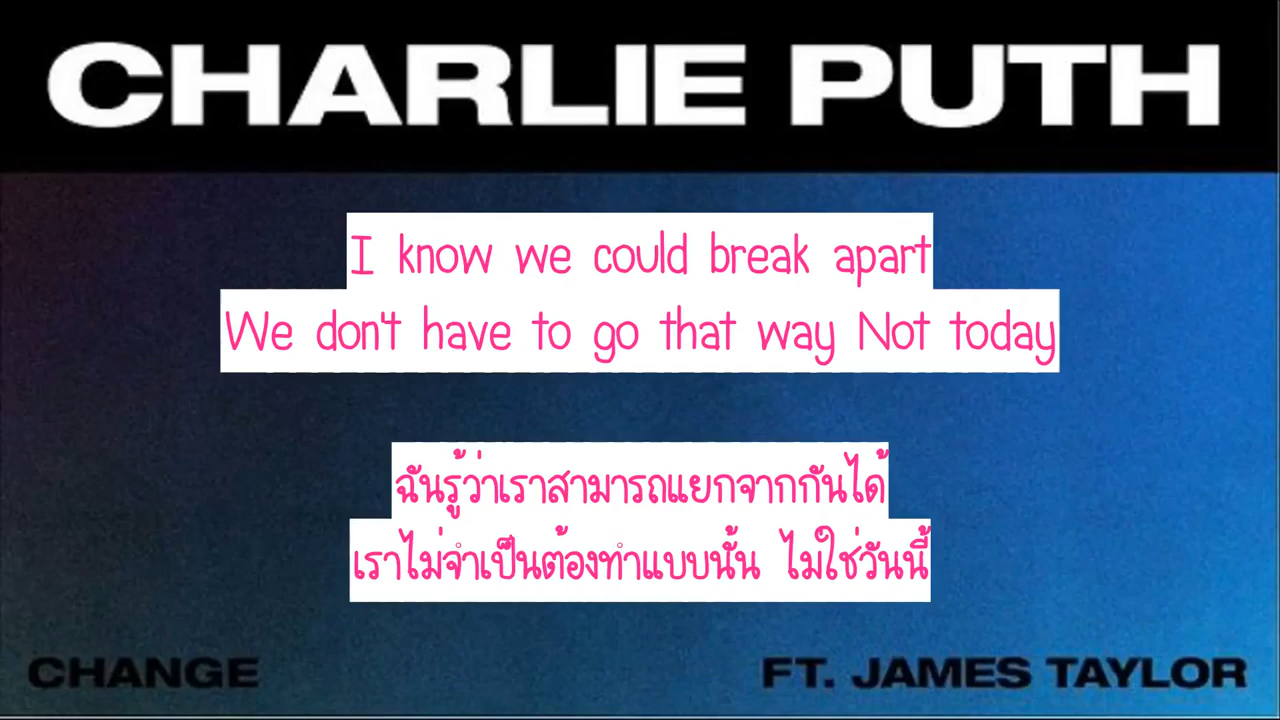 CHARLIE PUTH
I know we could break apart
We don't have to go that way Not today
ฉันรู้ว่าเราสามารถแยกจากกันได้
เราไม่จำเป็นต้องทำแบบนั้น ไม่ใช่วันนี้
CHANGE
FT. JAMES TAYLOR